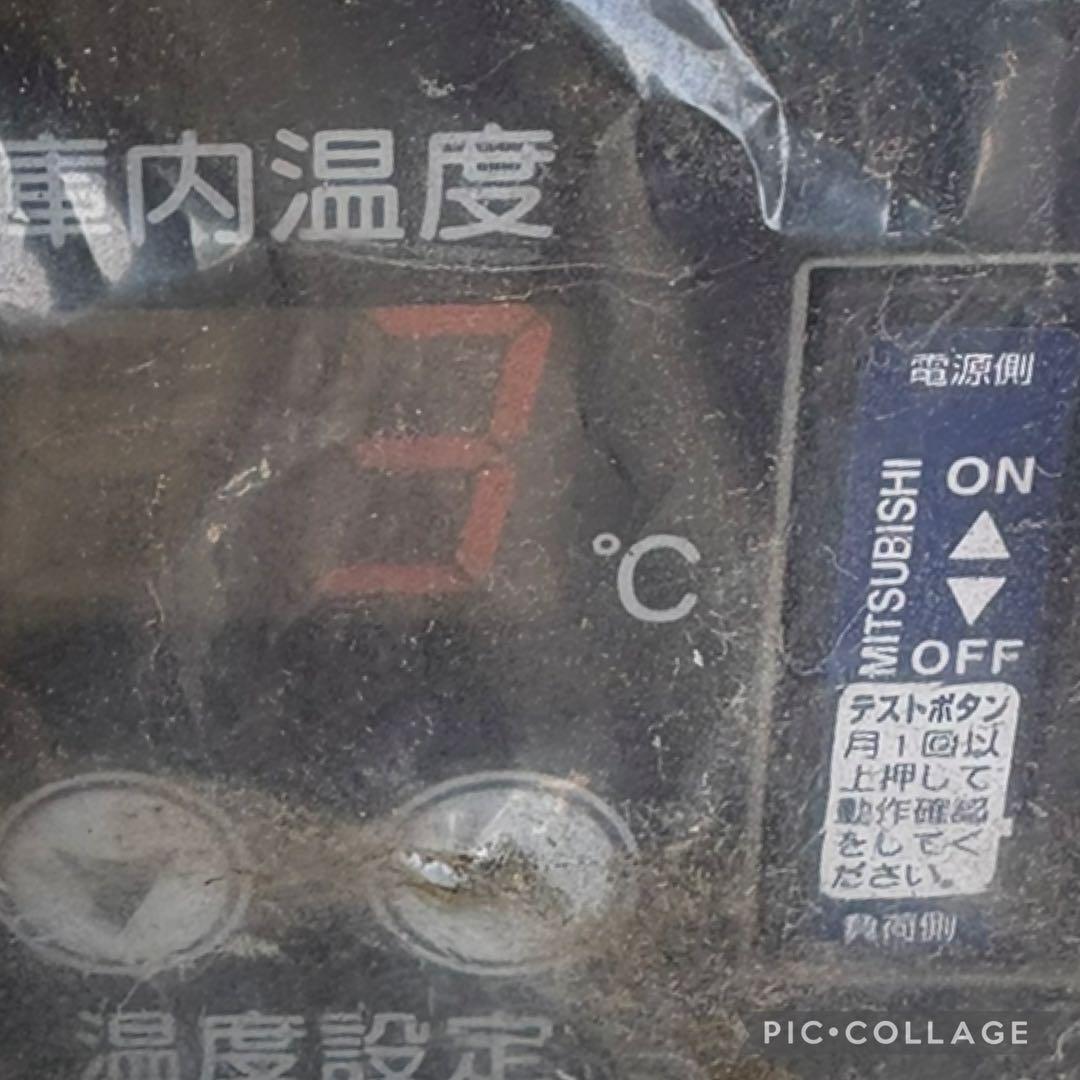 庫内温度
3
°C
温度設定
電源側
MITSUBISHI
ON
OFF
テストボタン
月1回以
上押して
動作確認
をしてく
ださい。
負荷側
PIC•COLLAGE